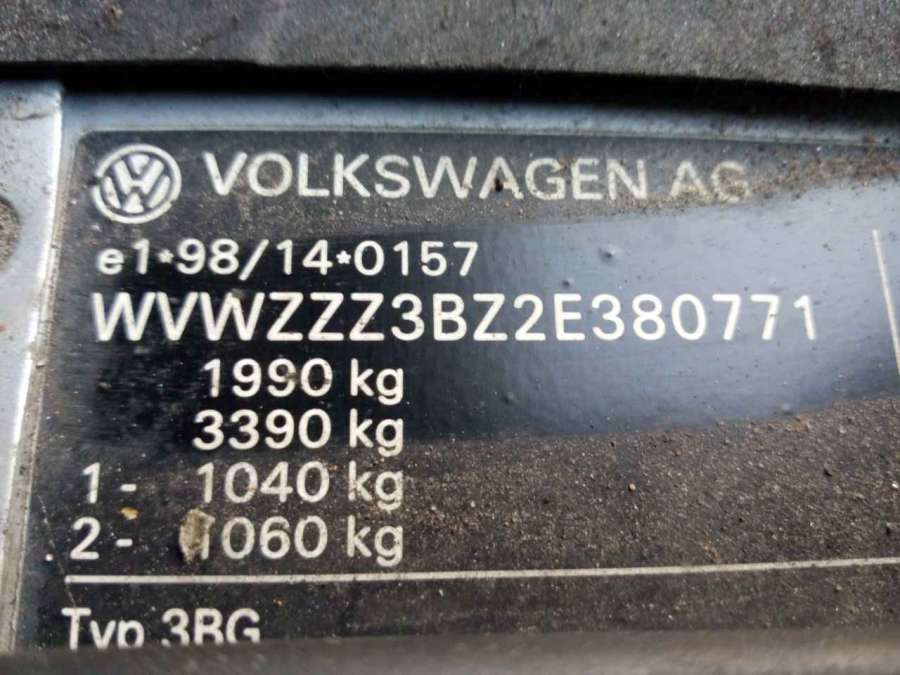 VOLKSWAGEN AG
e1*98/14*0157
WVWZZZ3BZ2E380771
1990 kg
3390 kg
1 - 1040 kg
2 - 1060 kg
Typ 3BG